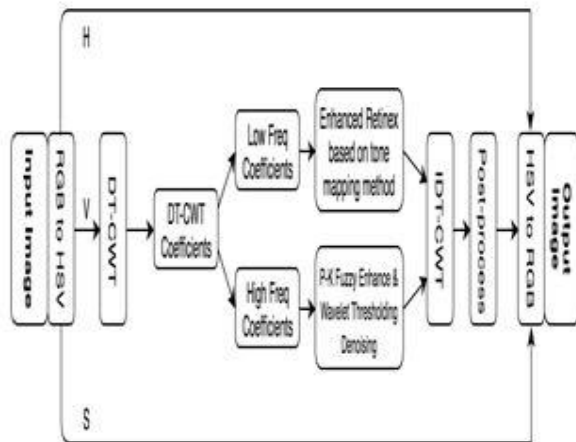 H
Input Image
RGB to HSV
V
DT-CWT
DT-CWT
Coefficients
Low Freq
Coefficients
Enhanced Retinex
based on tone
mapping method
High Freq
Coefficients
P-K Fuzzy Enhance &
Wavelet Thresholding
Denoising
IDT-CWT
Post-process
HSV to RGB
Output
Image
S